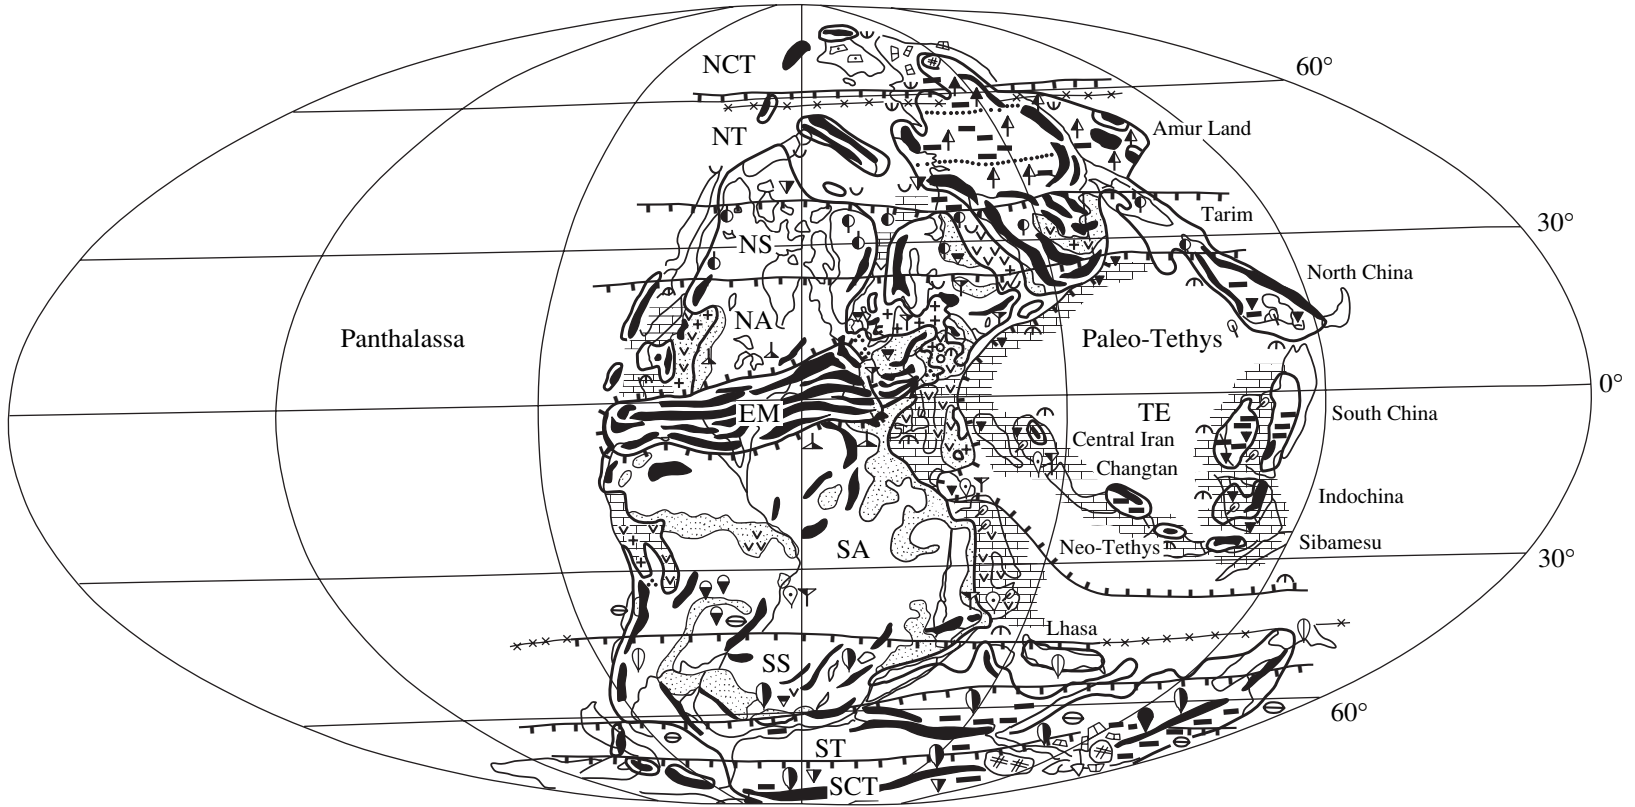 NCT
60°
NT
Amur Land
Tarim
30°
NS
North China
NA
Panthalassa
Paleo-Tethys
0°
EM
TE
South China
Central Iran
Changtan
Indochina
SA
Neo-Tethys
Sibamesu
30°
Lhasa
SS
60°
ST
SCT